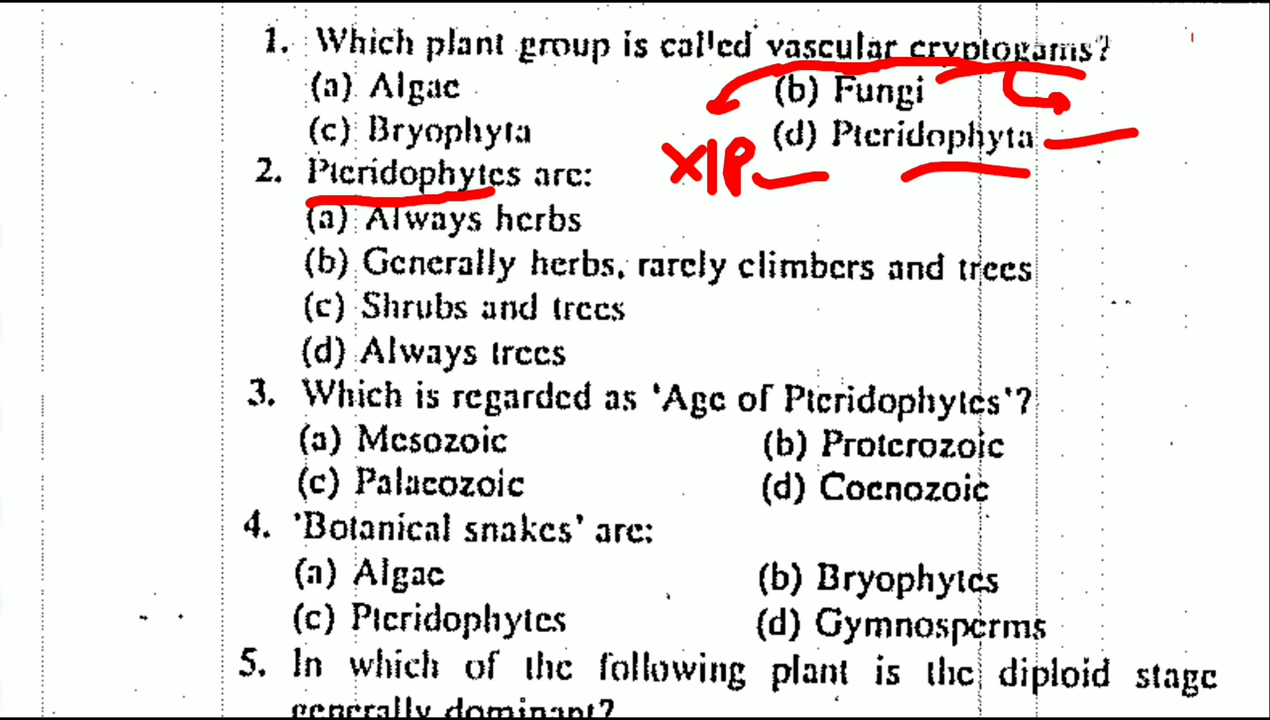 1. Which plant group is called vascular cryptogams?
(a) Algae (b) Fungi
(c) Bryophyta (d) Pteridophyta
X|P
2. Pteridophytes are:
(a) Always herbs
(b) Generally herbs, rarely climbers and trees
(c) Shrubs and trees
(d) Always trees
3. Which is regarded as 'Age of Pteridophytes'?
(a) Mesozoic (b) Proterozoic
(c) Palaeozoic (d) Coenozoic
4. 'Botanical snakes' are:
(a) Algae (b) Bryophytes
(c) Pteridophytes (d) Gymnosperms
5. In which of the following plant is the diploid stage
generally dominant?